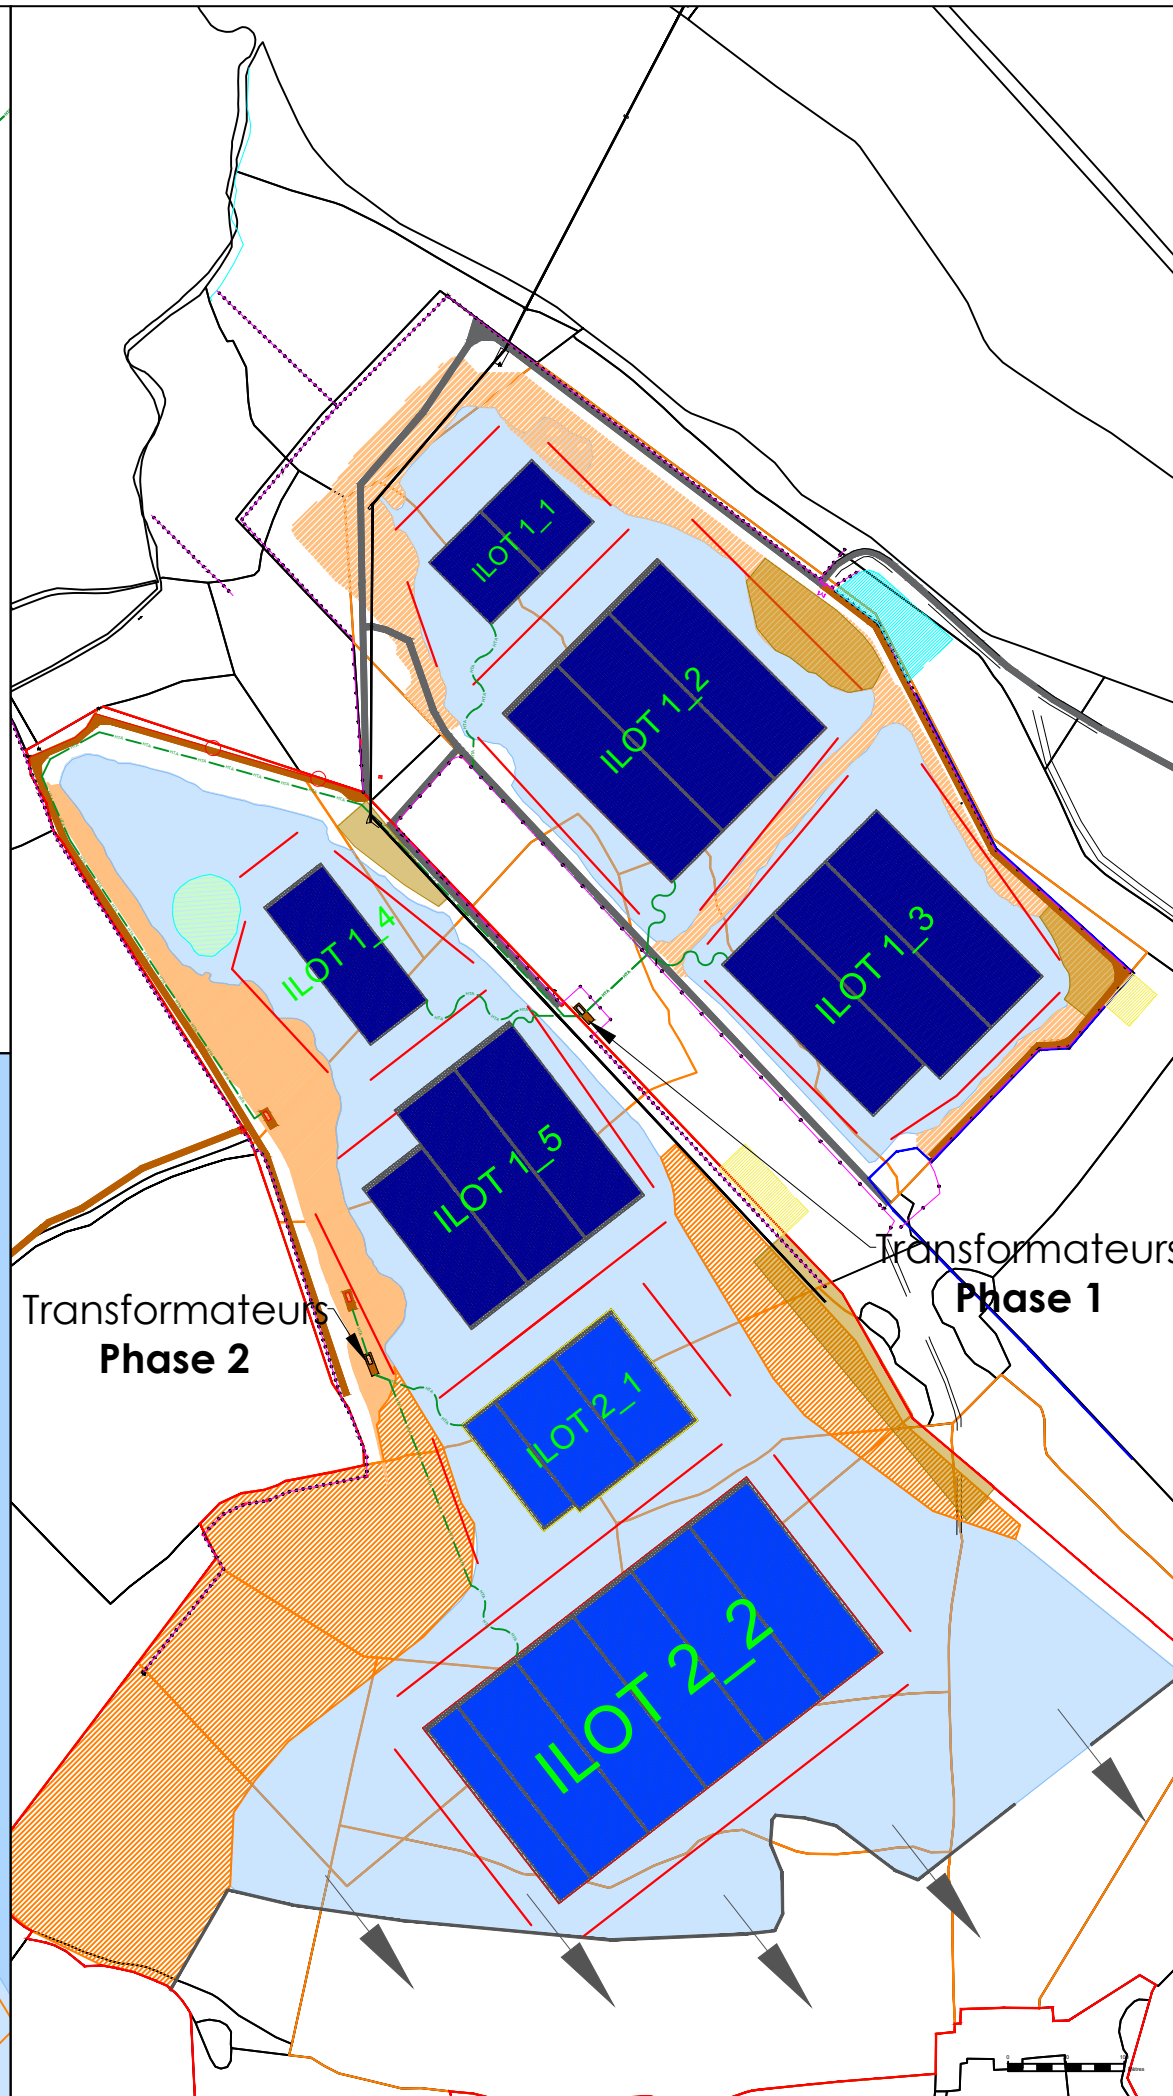 ILOT 1_1
ILOT 1_2
ILOT 1_3
ILOT 1_4
ILOT 1_5
Transformateurs
Phase 1
Transformateurs
Phase 2
ILOT 2_1
ILOT 2_2